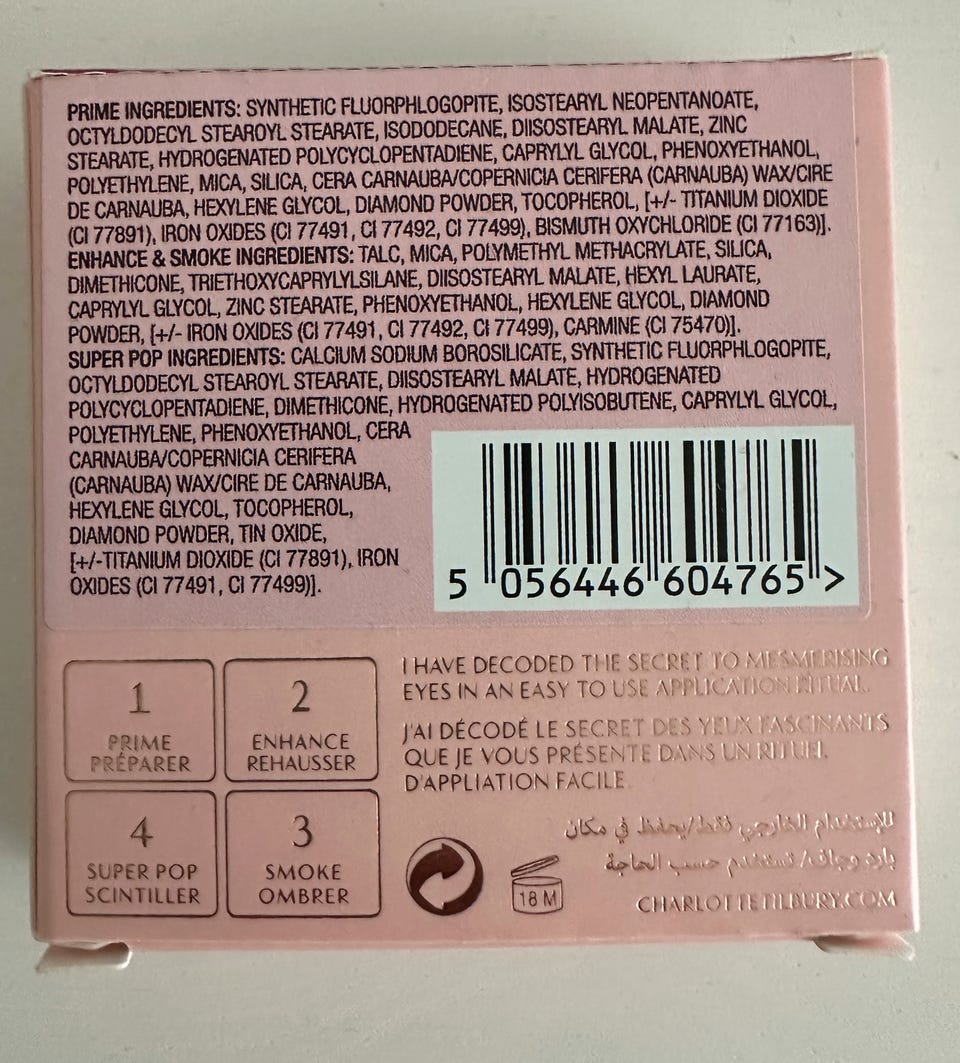 PRIME INGREDIENTS: SYNTHETIC FLUORPHLOGOPITE, ISOSTEARYL NEOPENTANOATE,
OCTYLDODECYL STEAROYL STEARATE, ISODODECANE, DIISOSTEARYL MALATE, ZINC
STEARATE, HYDROGENATED POLYCYCLOPENTADIENE, CAPRYLYL GLYCOL, PHENOXYETHANOL,
POLYETHYLENE, MICA, SILICA, CERA CARNAUBA/COPERNICIA CERIFERA (CARNAUBA) WAX/CIRE
DE CARNAUBA, HEXYLENE GLYCOL, DIAMOND POWDER, TOCOPHEROL, [+/- TITANIUM DIOXIDE
(CI 77891), IRON OXIDES (CI 77491, CI 77492, CI 77499), BISMUTH OXYCHLORIDE (CI 77163)].
ENHANCE & SMOKE INGREDIENTS: TALC, MICA, POLYMETHYL METHACRYLATE, SILICA,
DIMETHICONE, TRIETHOXYCAPRYLYLSILANE, DIISOSTEARYL MALATE, HEXYL LAURATE,
CAPRYLYL GLYCOL, ZINC STEARATE, PHENOXYETHANOL, HEXYLENE GLYCOL, DIAMOND
POWDER, [+/- IRON OXIDES (CI 77491, CI 77492, CI 77499), CARMINE (CI 75470)].
SUPER POP INGREDIENTS: CALCIUM SODIUM BOROSILICATE, SYNTHETIC FLUORPHLOGOPITE,
OCTYLDODECYL STEAROYL STEARATE, DIISOSTEARYL MALATE, HYDROGENATED
POLYCYCLOPENTADIENE, DIMETHICONE, HYDROGENATED POLYISOBUTENE, CAPRYLYL GLYCOL,
POLYETHYLENE, PHENOXYETHANOL, CERA
CARNAUBA/COPERNICIA CERIFERA
(CARNAUBA) WAX/CIRE DE CARNAUBA,
HEXYLENE GLYCOL, TOCOPHEROL,
DIAMOND POWDER, TIN OXIDE,
[+/-TITANIUM DIOXIDE (CI 77891), IRON
OXIDES (CI 77491, CI 77499)].
5 056446 604765 >
1
PRIME
PRÉPARER
2
ENHANCE
REHAUSSER
4
SUPER POP
SCINTILLER
3
SMOKE
OMBRER
I HAVE DECODED THE SECRET TO MESMERISING
EYES IN AN EASY TO USE APPLICATION RITUAL.
J'AI DÉCODÉ LE SECRET DES YEUX FASCINANTS
QUE JE VOUS PRÉSENTE DANS UN RITUEL
D'APPLIATION FACILE.
للإستخدام الخارجي فقط/يحفظ في مكان
بارد وجاف/ تستخدم حسب الحاجة
18 M
CHARLOTTETILBURY.COM